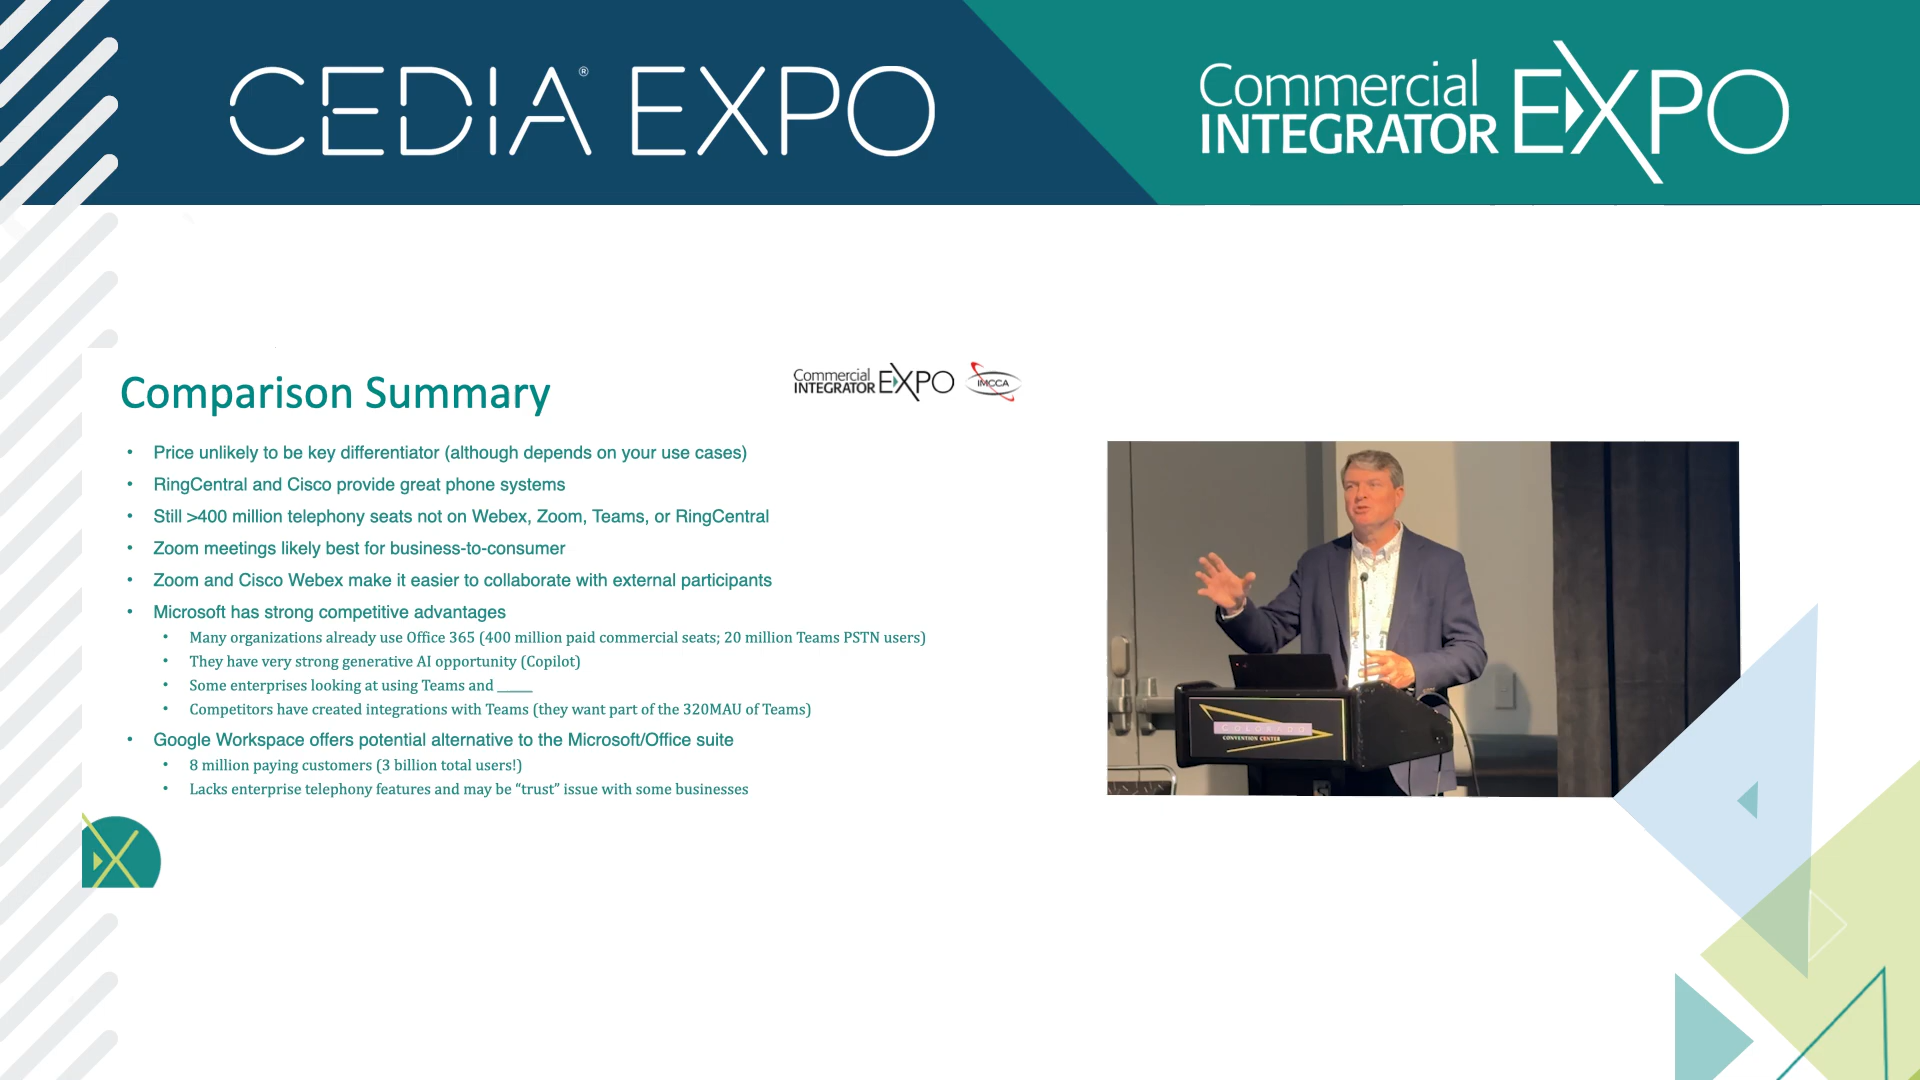 CEDIA® EXPO
Commercial
INTEGRATOR EXPO
Comparison Summary
Commercial
INTEGRATOR EXPO
IMCCA
• Price unlikely to be key differentiator (although depends on your use cases)
• RingCentral and Cisco provide great phone systems
• Still >400 million telephony seats not on Webex, Zoom, Teams, or RingCentral
• Zoom meetings likely best for business-to-consumer
• Zoom and Cisco Webex make it easier to collaborate with external participants
• Microsoft has strong competitive advantages
• Many organizations already use Office 365 (400 million paid commercial seats; 20 million Teams PSTN users)
• They have very strong generative AI opportunity (Copilot)
• Some enterprises looking at using Teams and _____
• Competitors have created integrations with Teams (they want part of the 320MAU of Teams)
• Google Workspace offers potential alternative to the Microsoft/Office suite
• 8 million paying customers (3 billion total users!)
• Lacks enterprise telephony features and may be “trust” issue with some businesses
COLORADO
CONVENTION CENTER